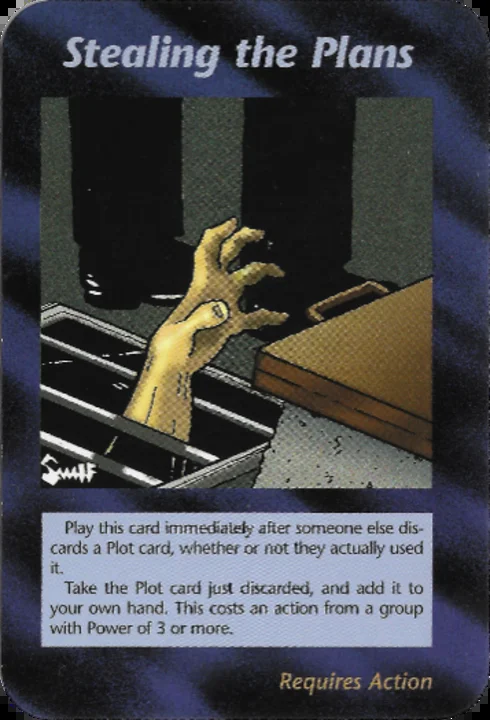 Stealing the Plans
Play this card immediately after someone else dis-
cards a Plot card, whether or not they actually used
it.
Take the Plot card just discarded, and add it to
your own hand. This costs an action from a group
with Power of 3 or more.
Requires Action